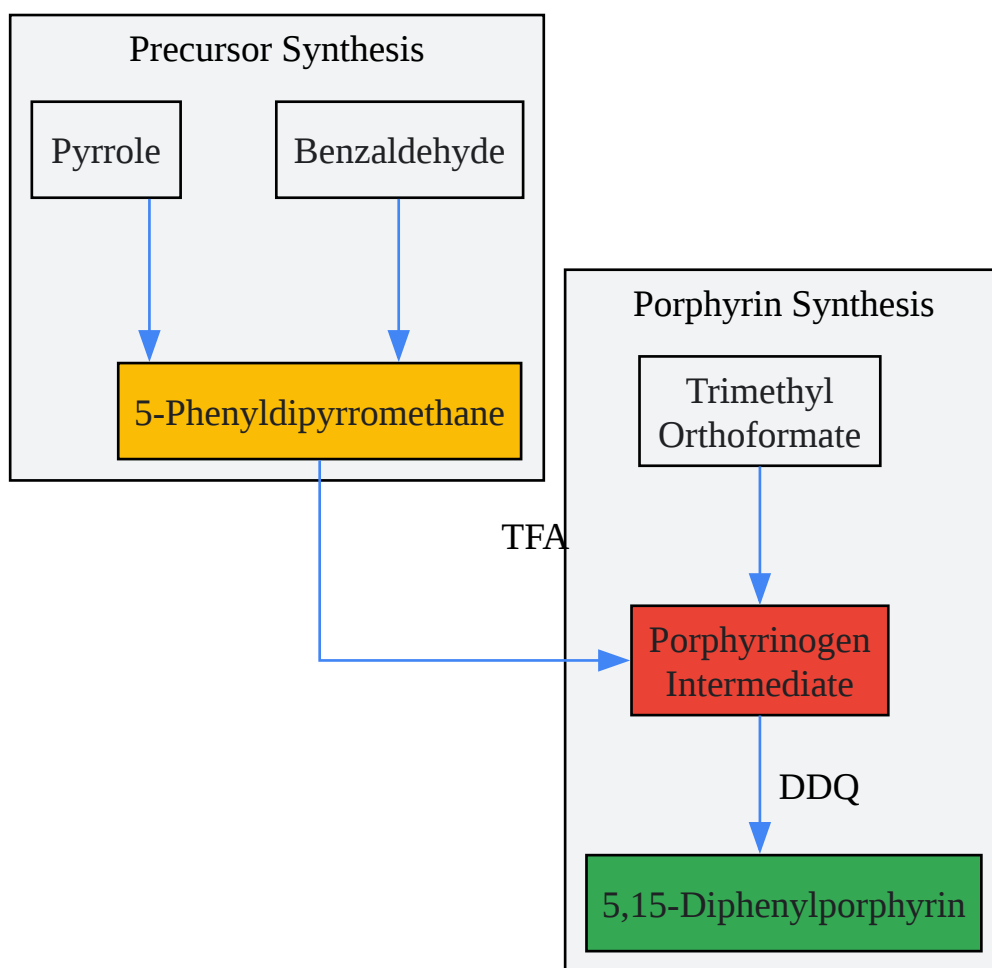 Precursor Synthesis
Pyrrole
Benzaldehyde
5-Phenyldipyrromethane
Porphyrin Synthesis
Trimethyl
Orthoformate
TFA
Porphyrinogen
Intermediate
DDQ
5,15-Diphenylporphyrin